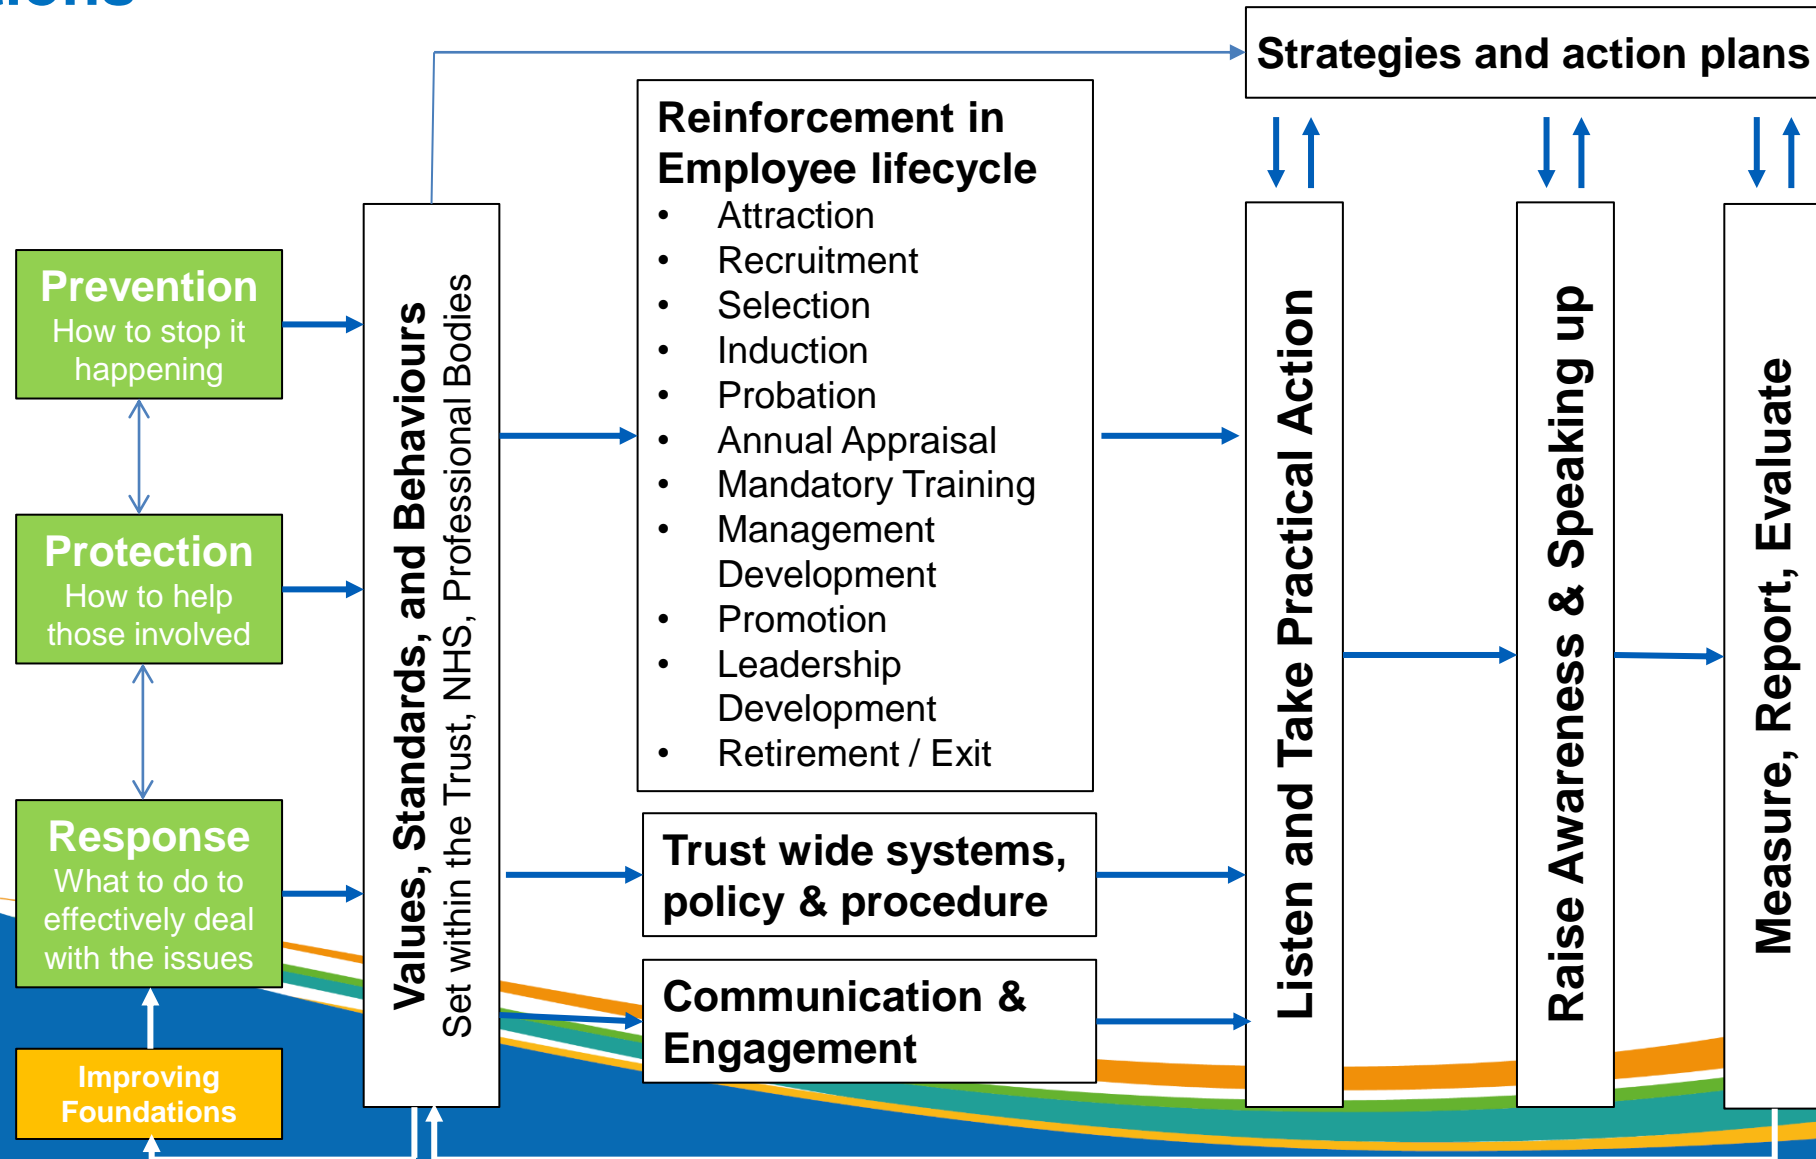 Strategies and action plans
Prevention
How to stop it
happening
Protection
How to help
those involved
Response
What to do to
effectively deal
with the issues
Improving
Foundations
Values, Standards, and Behaviours
Set within the Trust, NHS, Professional Bodies
Reinforcement in
Employee lifecycle
• Attraction
• Recruitment
• Selection
• Induction
• Probation
• Annual Appraisal
• Mandatory Training
• Management
Development
• Promotion
• Leadership
Development
• Retirement / Exit
Trust wide systems,
policy & procedure
Communication &
Engagement
Listen and Take Practical Action
Raise Awareness & Speaking up
Measure, Report, Evaluate